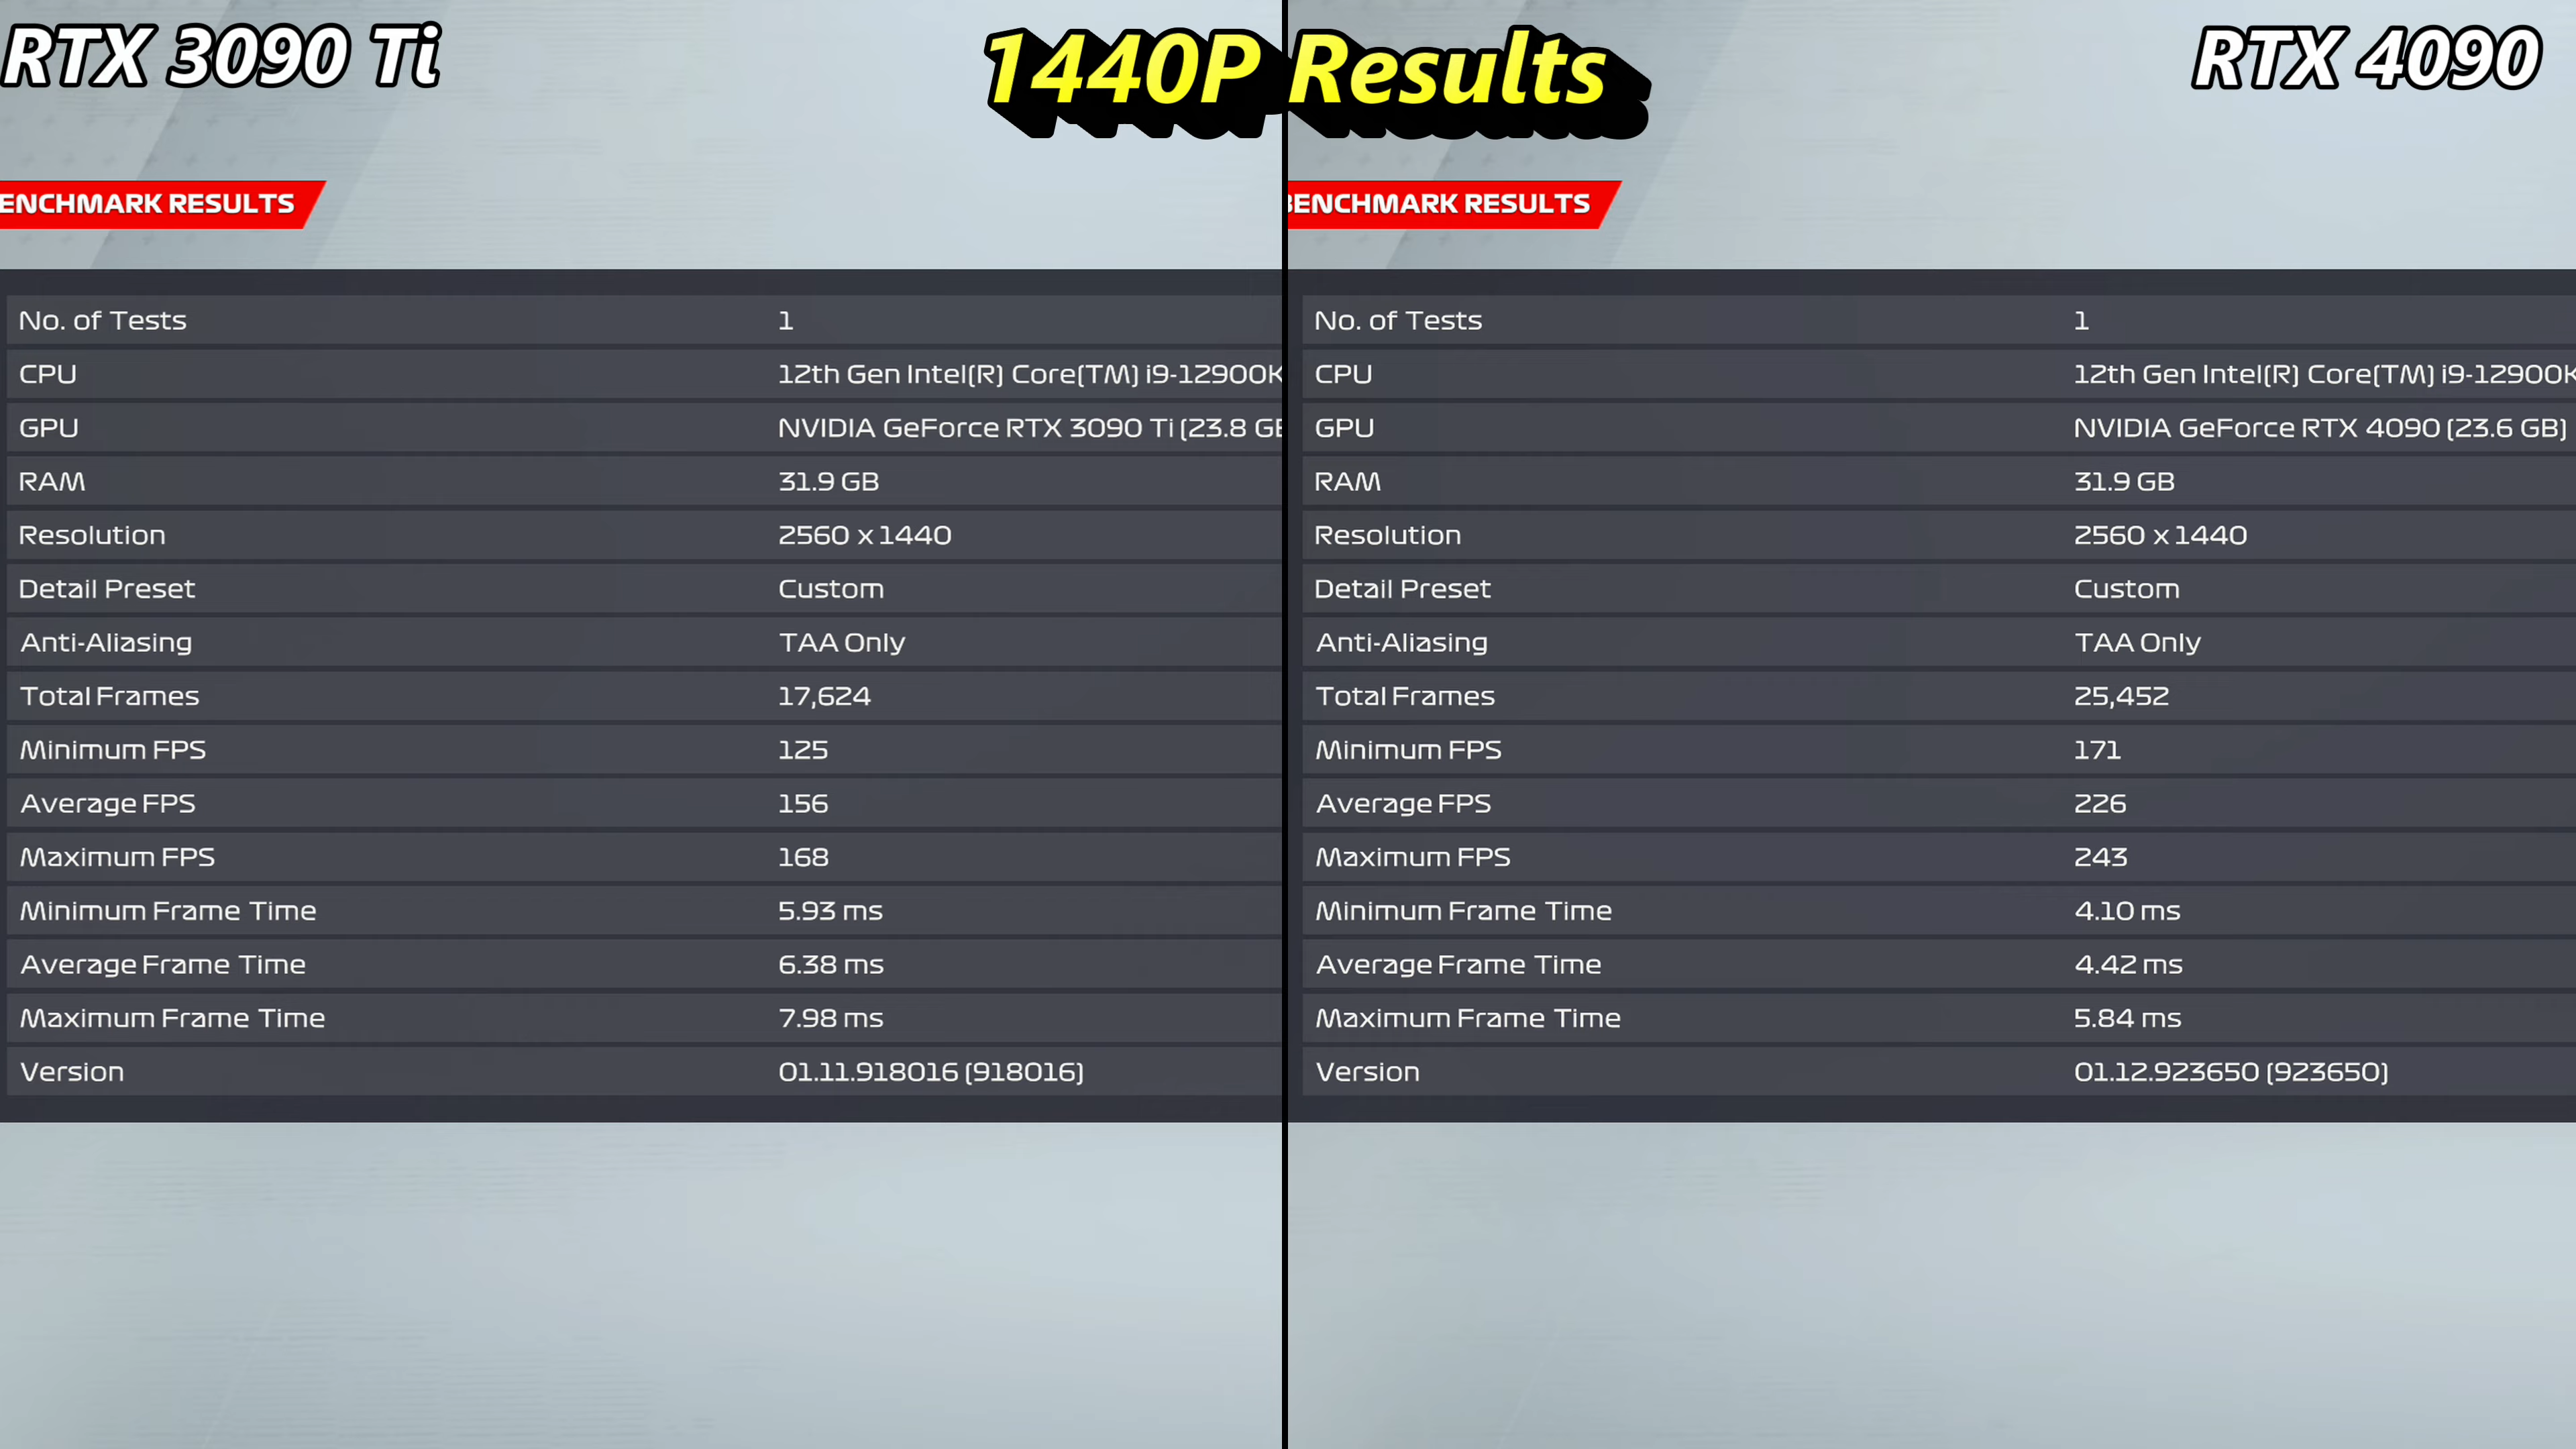 RTX 3090 Ti
1440P Results
RTX 4090
ENCHMARK RESULTS
No. of Tests 1
CPU 12th Gen Intel(R) Core(TM) i9-12900K
GPU NVIDIA GeForce RTX 3090 Ti (23.8 GB
RAM 31.9 GB
Resolution 2560 x 1440
Detail Preset Custom
Anti-Aliasing TAA Only
Total Frames 17,624
Minimum FPS 125
Average FPS 156
Maximum FPS 168
Minimum Frame Time 5.93 ms
Average Frame Time 6.38 ms
Maximum Frame Time 7.98 ms
Version 01.11.918016 (918016)
BENCHMARK RESULTS
No. of Tests 1
CPU 12th Gen Intel(R) Core(TM) i9-12900K
GPU NVIDIA GeForce RTX 4090 (23.6 GB)
RAM 31.9 GB
Resolution 2560 x 1440
Detail Preset Custom
Anti-Aliasing TAA Only
Total Frames 25,452
Minimum FPS 171
Average FPS 226
Maximum FPS 243
Minimum Frame Time 4.10 ms
Average Frame Time 4.42 ms
Maximum Frame Time 5.84 ms
Version 01.12.923650 (923650)